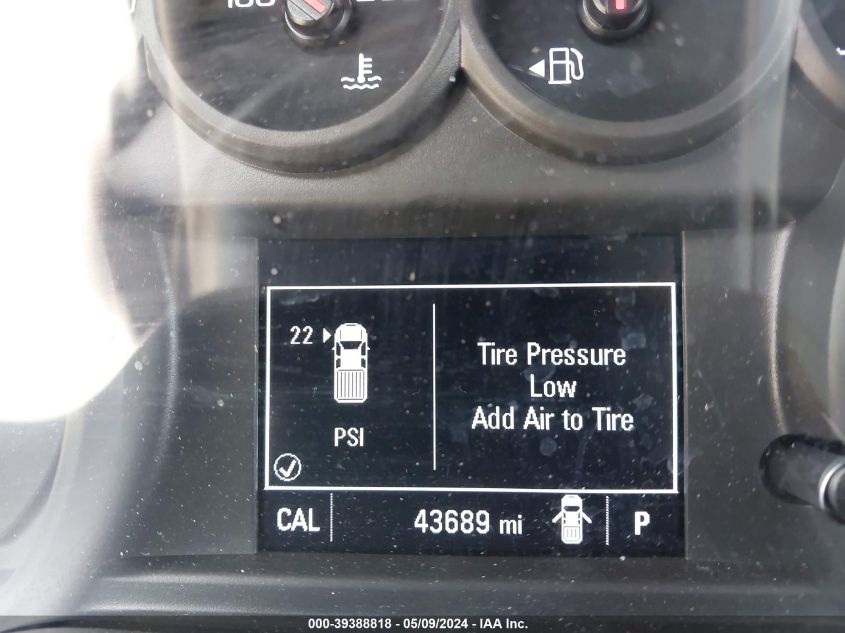 22
PSI
Tire Pressure
Low
Add Air to Tire
CAL
43689 mi
P
000-39388818 - 05/09/2024 - IAA Inc.